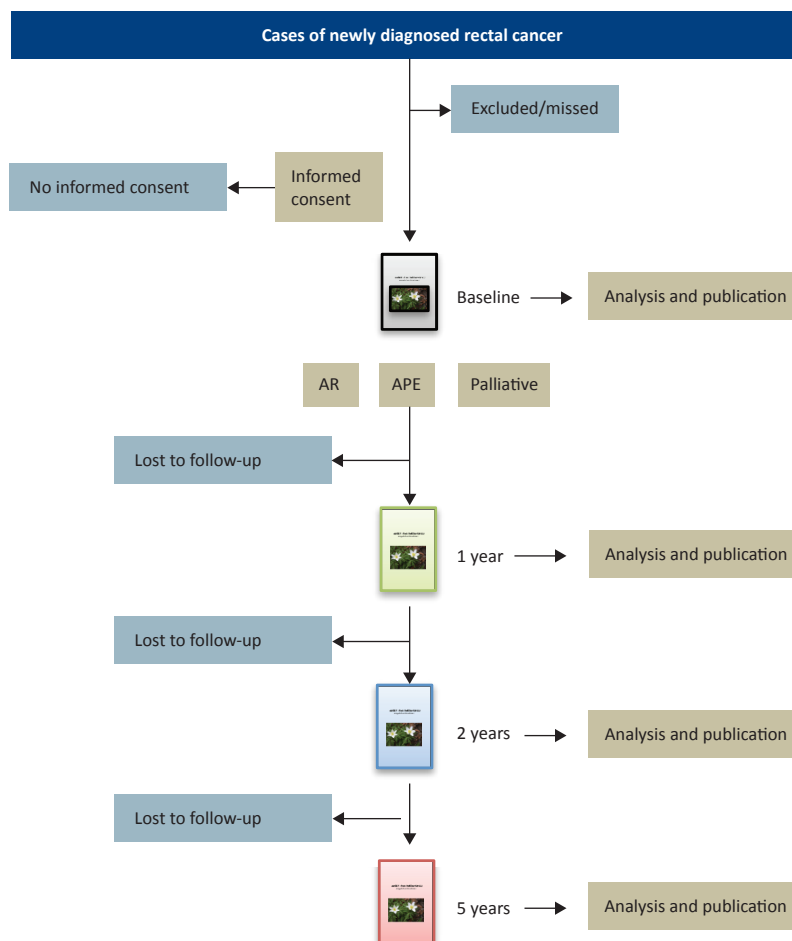 Cases of newly diagnosed rectal cancer
Excluded/missed
No informed consent
Informed
consent
Baseline
Analysis and publication
AR
APE
Palliative
Lost to follow-up
1 year
Analysis and publication
Lost to follow-up
2 years
Analysis and publication
Lost to follow-up
5 years
Analysis and publication